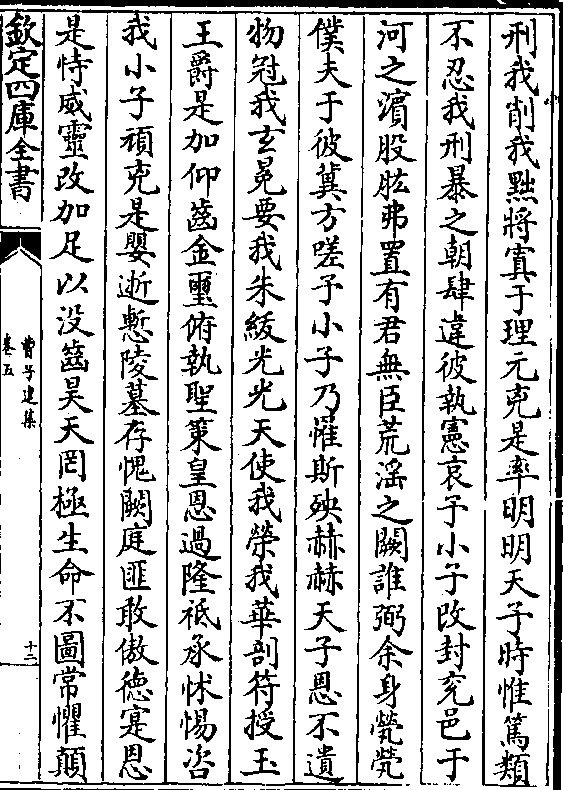 刑我削我黜將寘于理元兇是率明明天子時惟篤類
不忍我刑暴之朝肆違彼執憲哀予小子改封兖邑于
河之濱股肱弗置有君無臣荒滛之闕誰弼余身煢煢
僕夫于彼冀方嗟予小子乃罹斯殃赫赫天子恩不遺
物冠我玄冕要我朱紱光光天使我榮我華剖符授玉
王爵是加仰齒金璽俯執聖策皇恩過隆祗承怵惕咨
我小子頑兇是嬰逝慙陵墓存愧闕庭匪敢傲德寔恩
是恃威靈改加足以没齒昊天罔極生命不圖常懼顛
欽定四庫全書
曹子建集
卷五
十二